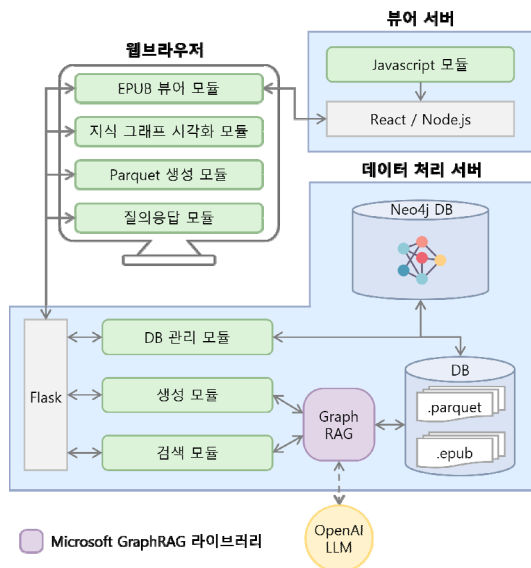 뷰어 서버
웹브라우저
Javascript 모듈
EPUB 뷰어 모듈
React / Node.js
지식 그래프 시각화 모듈
Parquet 생성 모듈
데이터 처리 서버
질의응답 모듈
Neo4j DB
DB 관리 모듈
DB
Flask
생성 모듈
Graph
RAG
.parquet
검색 모듈
.epub
OpenAI
LLM
Microsoft GraphRAG 라이브러리